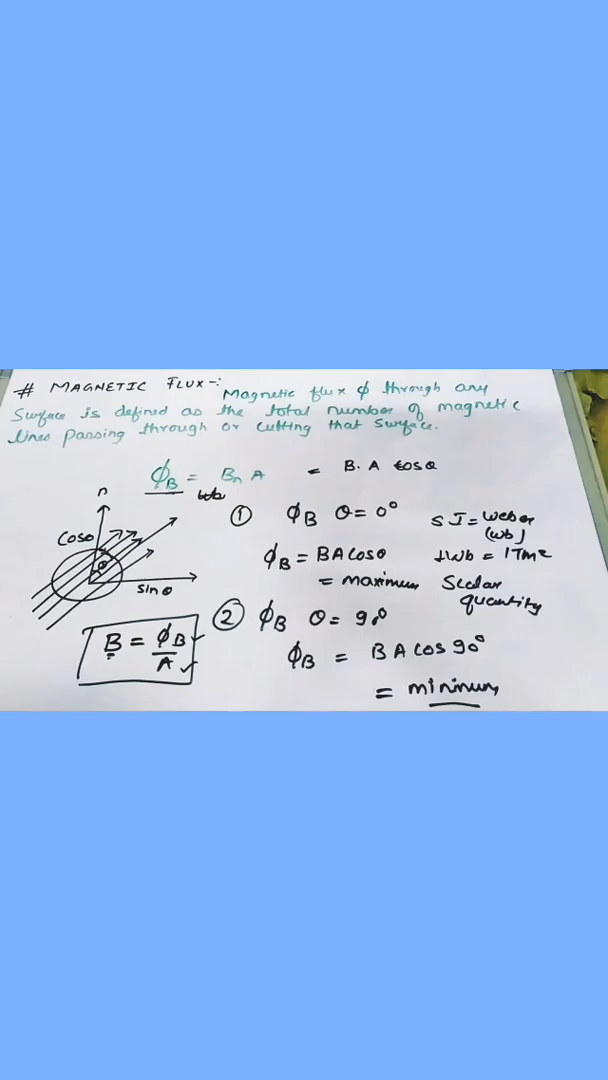 # MAGNETIC FLUX -: Magnetic flux ϕ through any
Surface is defined as the total number of magnetic
lines passing through or cutting that surface.
ϕB = Bn A = B. A cosθ
wb
n
cosθ
θ
sinθ
B = ϕB / A
① ϕB θ = 0°
ϕB = BA cosθ
= maximum
SI = weber
(wb)
1Wb = 1Tm²
Scalar
quantity
② ϕB θ = 90°
ϕB = BA cos 90°
= minimum